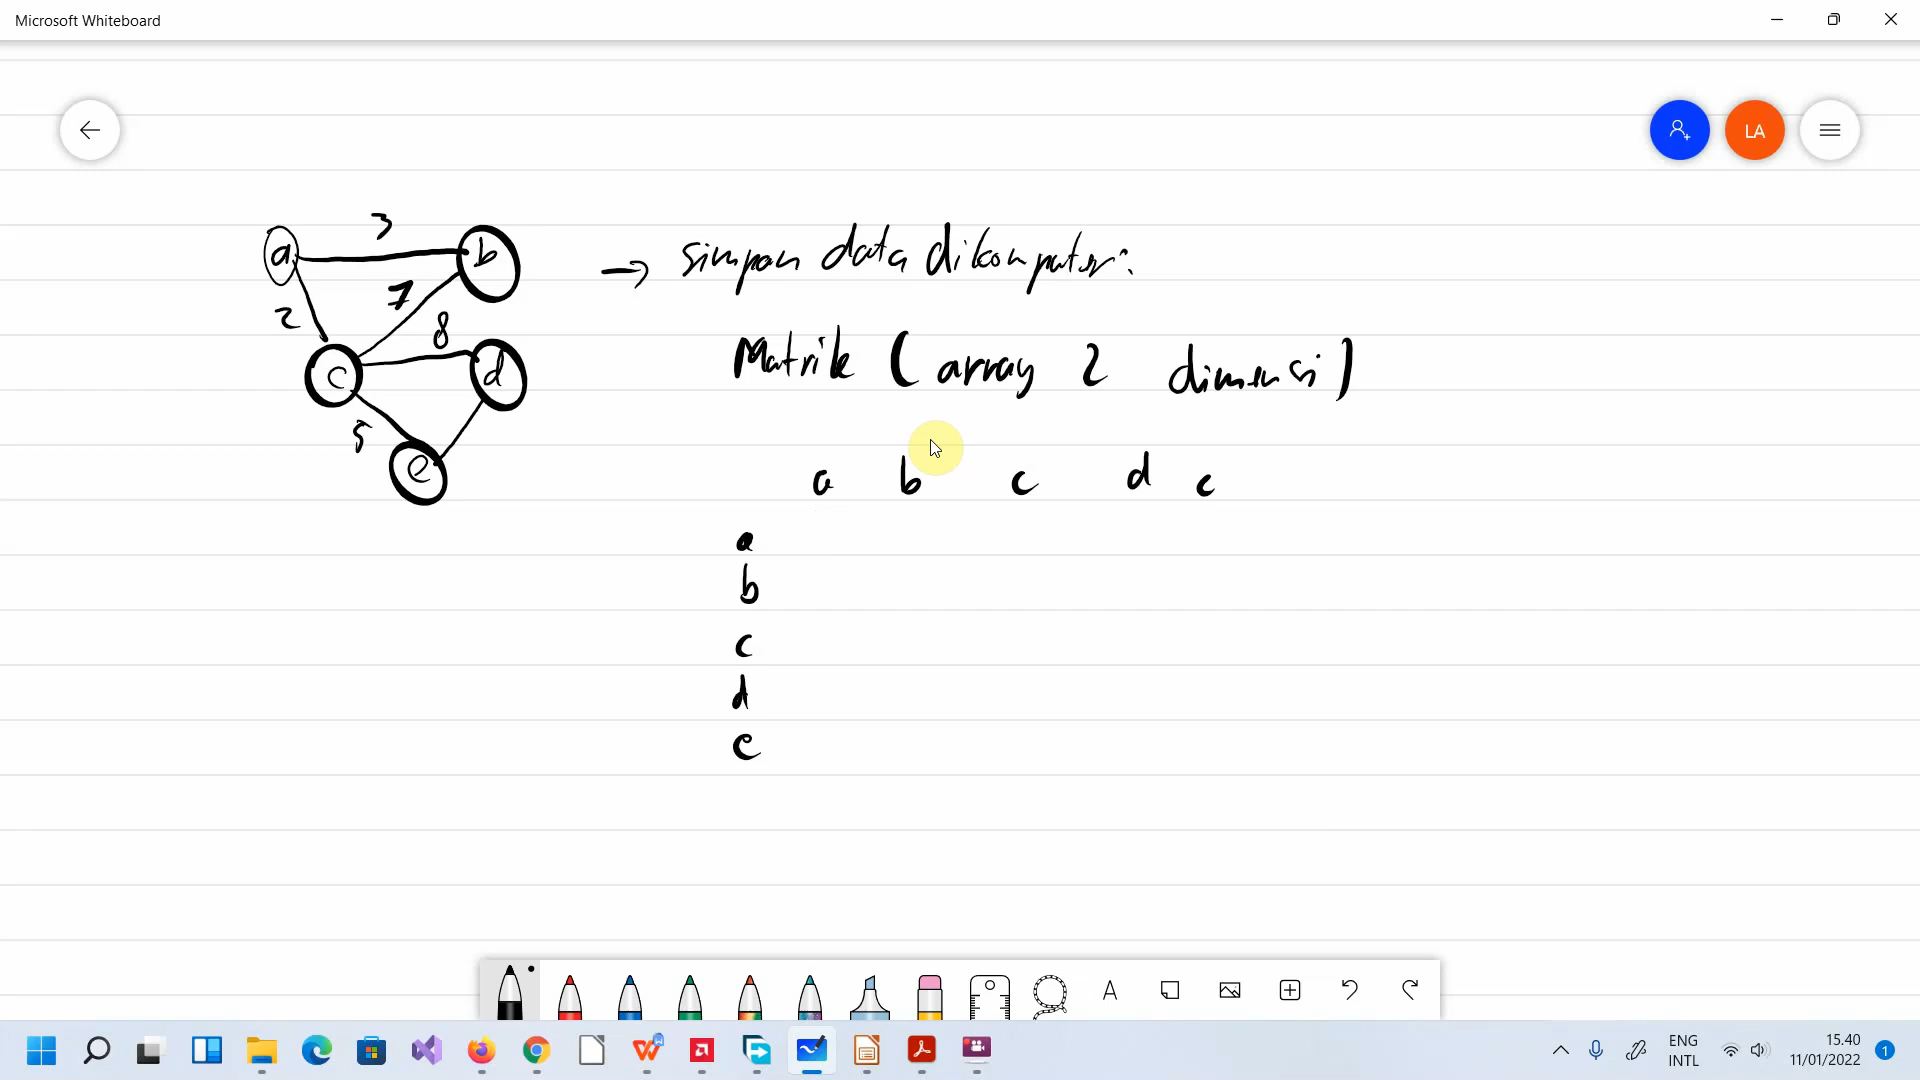 Microsoft Whiteboard
LA
3
a b
7
2
8
c d
5
e
→ simpan data dikomputer:
Matrik (array 2 dimensi)
a b c d e
a
b
c
d
e
A
ENG
INTL
15.40
11/01/2022
1